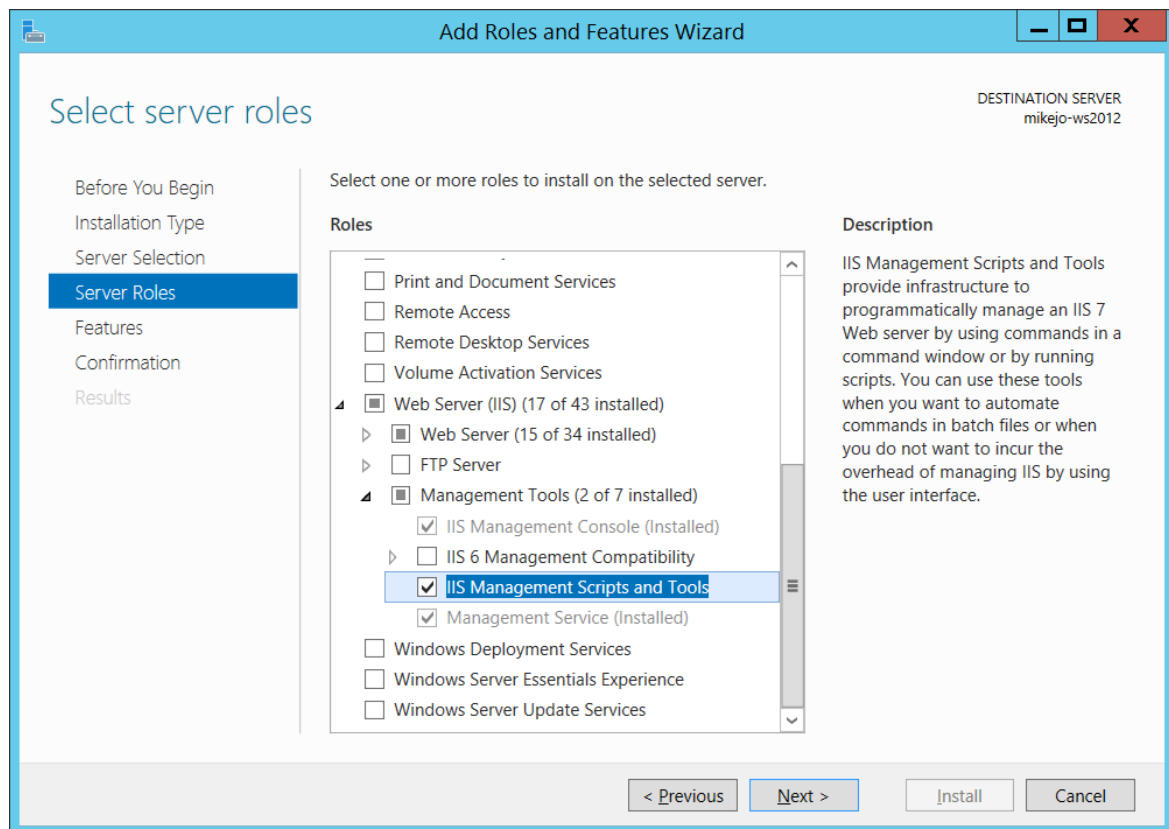 Add Roles and Features Wizard
Select server roles
DESTINATION SERVER
mikejo-ws2012
Before You Begin
Installation Type
Server Selection
Server Roles
Features
Confirmation
Results
Select one or more roles to install on the selected server.
Roles
Print and Document Services
Remote Access
Remote Desktop Services
Volume Activation Services
Web Server (IIS) (17 of 43 installed)
Web Server (15 of 34 installed)
FTP Server
Management Tools (2 of 7 installed)
IIS Management Console (Installed)
IIS 6 Management Compatibility
IIS Management Scripts and Tools
Management Service (Installed)
Windows Deployment Services
Windows Server Essentials Experience
Windows Server Update Services
Description
IIS Management Scripts and Tools
provide infrastructure to
programmatically manage an IIS 7
Web server by using commands in a
command window or by running
scripts. You can use these tools
when you want to automate
commands in batch files or when
you do not want to incur the
overhead of managing IIS by using
the user interface.
< Previous
Next >
Install
Cancel